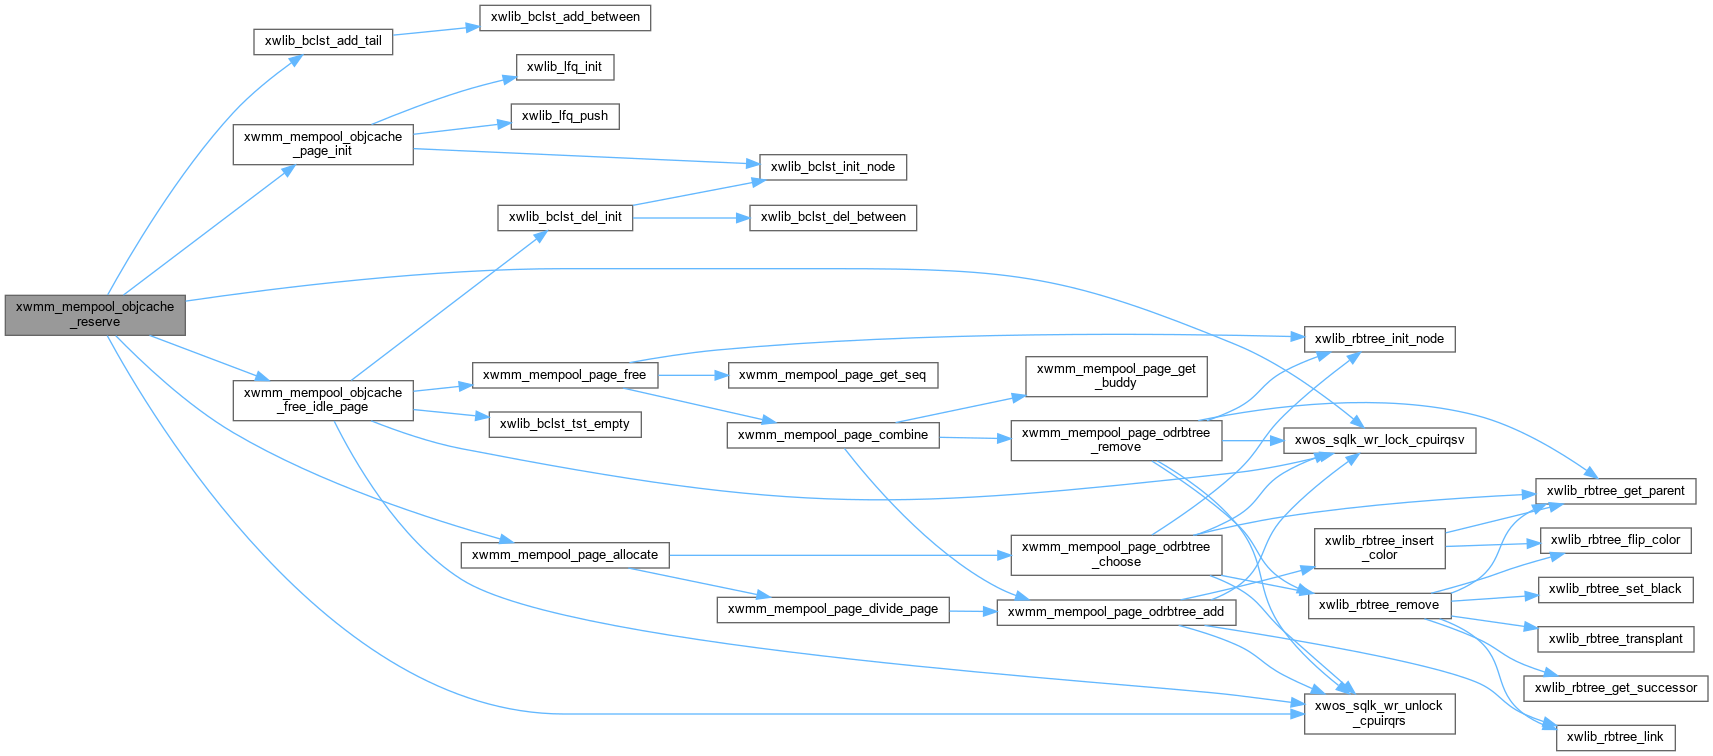 xwlib_bclst_add_between
xwlib_bclst_add_tail
xwlib_lfq_init
xwlib_lfq_push
xwmm_mempool_objcache
_page_init
xwlib_bclst_init_node
xwlib_bclst_del_init
xwlib_bclst_del_between
xwmm_mempool_objcache
_reserve
xwlib_rbtree_init_node
xwmm_mempool_page_free
xwmm_mempool_page_get_seq
xwmm_mempool_page_get
_buddy
xwmm_mempool_objcache
_free_idle_page
xwlib_bclst_tst_empty
xwmm_mempool_page_combine
xwmm_mempool_page_odrbtree
_remove
xwos_sqlk_wr_lock_cpuirqsv
xwlib_rbtree_get_parent
xwmm_mempool_page_allocate
xwmm_mempool_page_odrbtree
_choose
xwlib_rbtree_insert
_color
xwlib_rbtree_flip_color
xwmm_mempool_page_divide_page
xwmm_mempool_page_odrbtree_add
xwlib_rbtree_remove
xwlib_rbtree_set_black
xwlib_rbtree_transplant
xwlib_rbtree_get_successor
xwos_sqlk_wr_unlock
_cpuirqrs
xwlib_rbtree_link